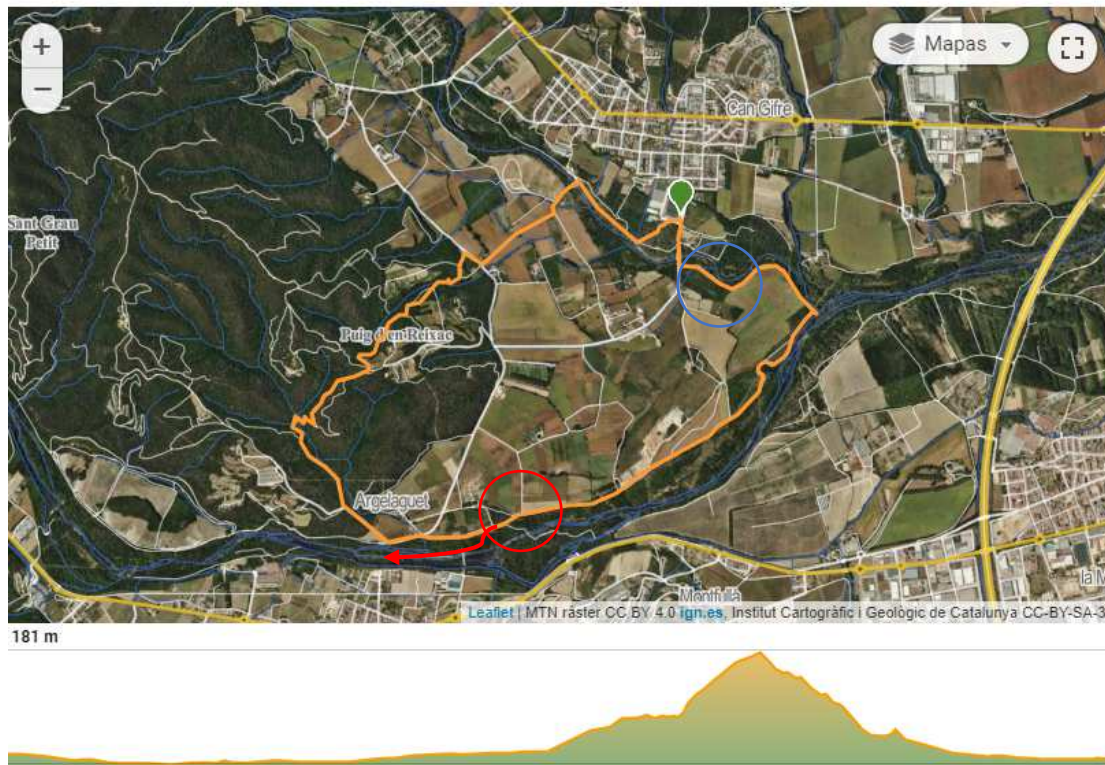 +
−
Mapas
Can Gifre
Sant Grau
Petit
Puig d'en Reixac
Argelaguet
Montfullà
la M
Leaflet | MTN ráster CC BY 4.0 ign.es, Institut Cartogràfic i Geològic de Catalunya CC-BY-SA-3
181 m